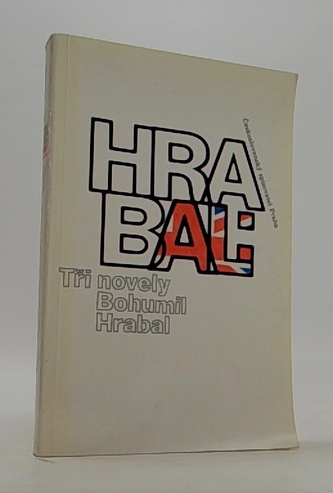 HRA
BAL:
Československý spisovatel Praha
Tři novely
Bohumil
Hrabal